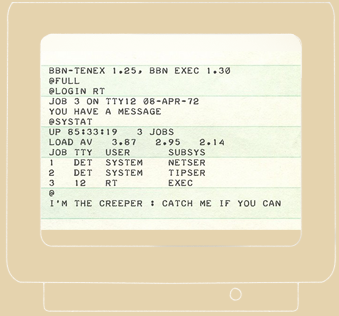 BBN-TENEX 1.25, BBN EXEC 1.30
@FULL
@LOGIN RT
JOB 3 ON TTY12 08-APR-72
YOU HAVE A MESSAGE
@SYSTAT
UP 85:33:19   3 JOBS
LOAD AV   3.87   2.95   2.14
JOB TTY  USER      SUBSYS
1   DET  SYSTEM    NETSER
2   DET  SYSTEM    TIPSER
3   12   RT        EXEC
@
I'M THE CREEPER : CATCH ME IF YOU CAN